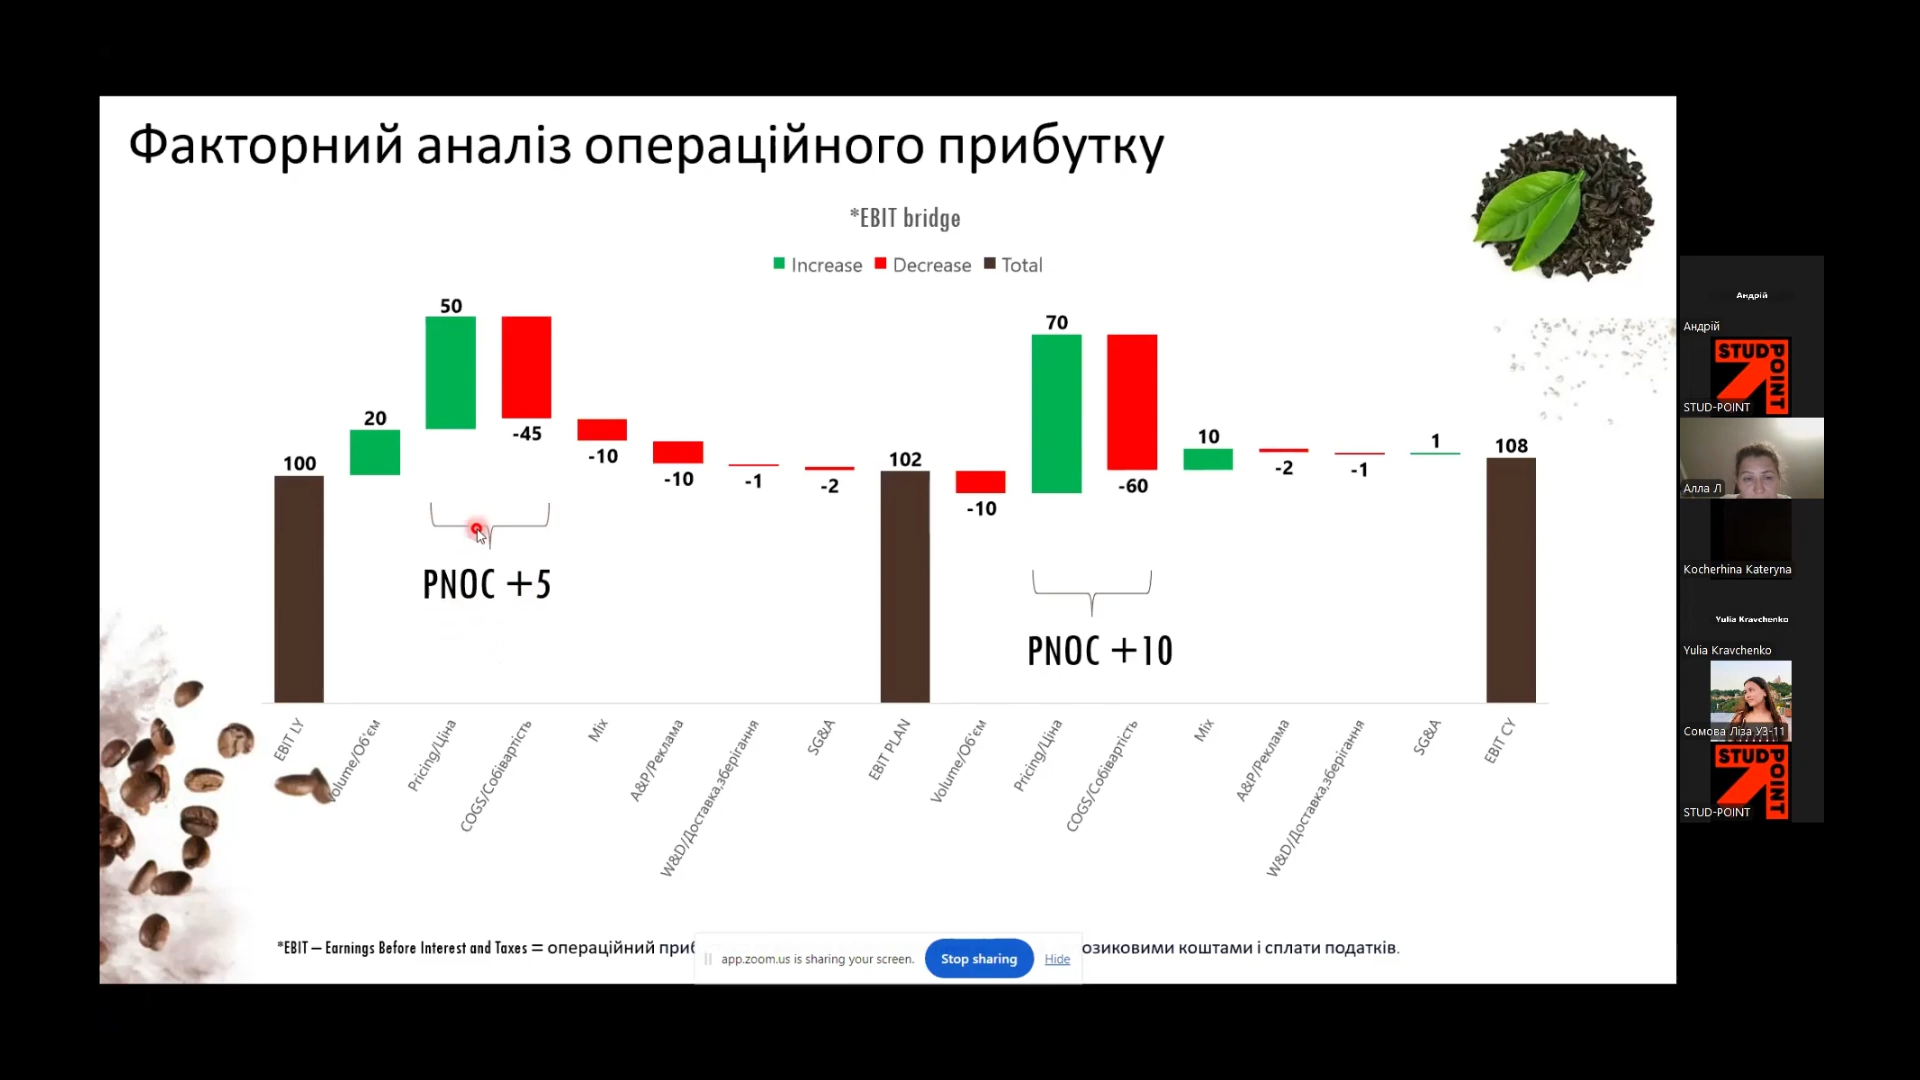 Факторний аналіз операційного прибутку
*EBIT bridge
Increase Decrease Total
50
20
100
-45
-10
-10
-1
-2
102
-10
70
-60
10
-2
-1
1
108
PNOC +5
PNOC +10
EBIT LY
Volume/Об'єм
Pricing/Ціна
COGS/Собівартість
Mix
A&P/Реклама
W&D/Доставка,зберігання
SG&A
EBIT PLAN
Volume/Об'єм
Pricing/Ціна
COGS/Собівартість
Mix
A&P/Реклама
W&D/Доставка,зберігання
SG&A
EBIT CY
*EBIT – Earnings Before Interest and Taxes = операційний коштами і сплати податків.
app.zoom.us is sharing your screen. Stop sharing Hide
Андрій
Андрій
STUD POINT
STUD-POINT
Алла Л
Kocherhina Kateryna
Yulia Kravchenko
Yulia Kravchenko
Сомова Ліза УЗ-11
STUD POINT
STUD-POINT